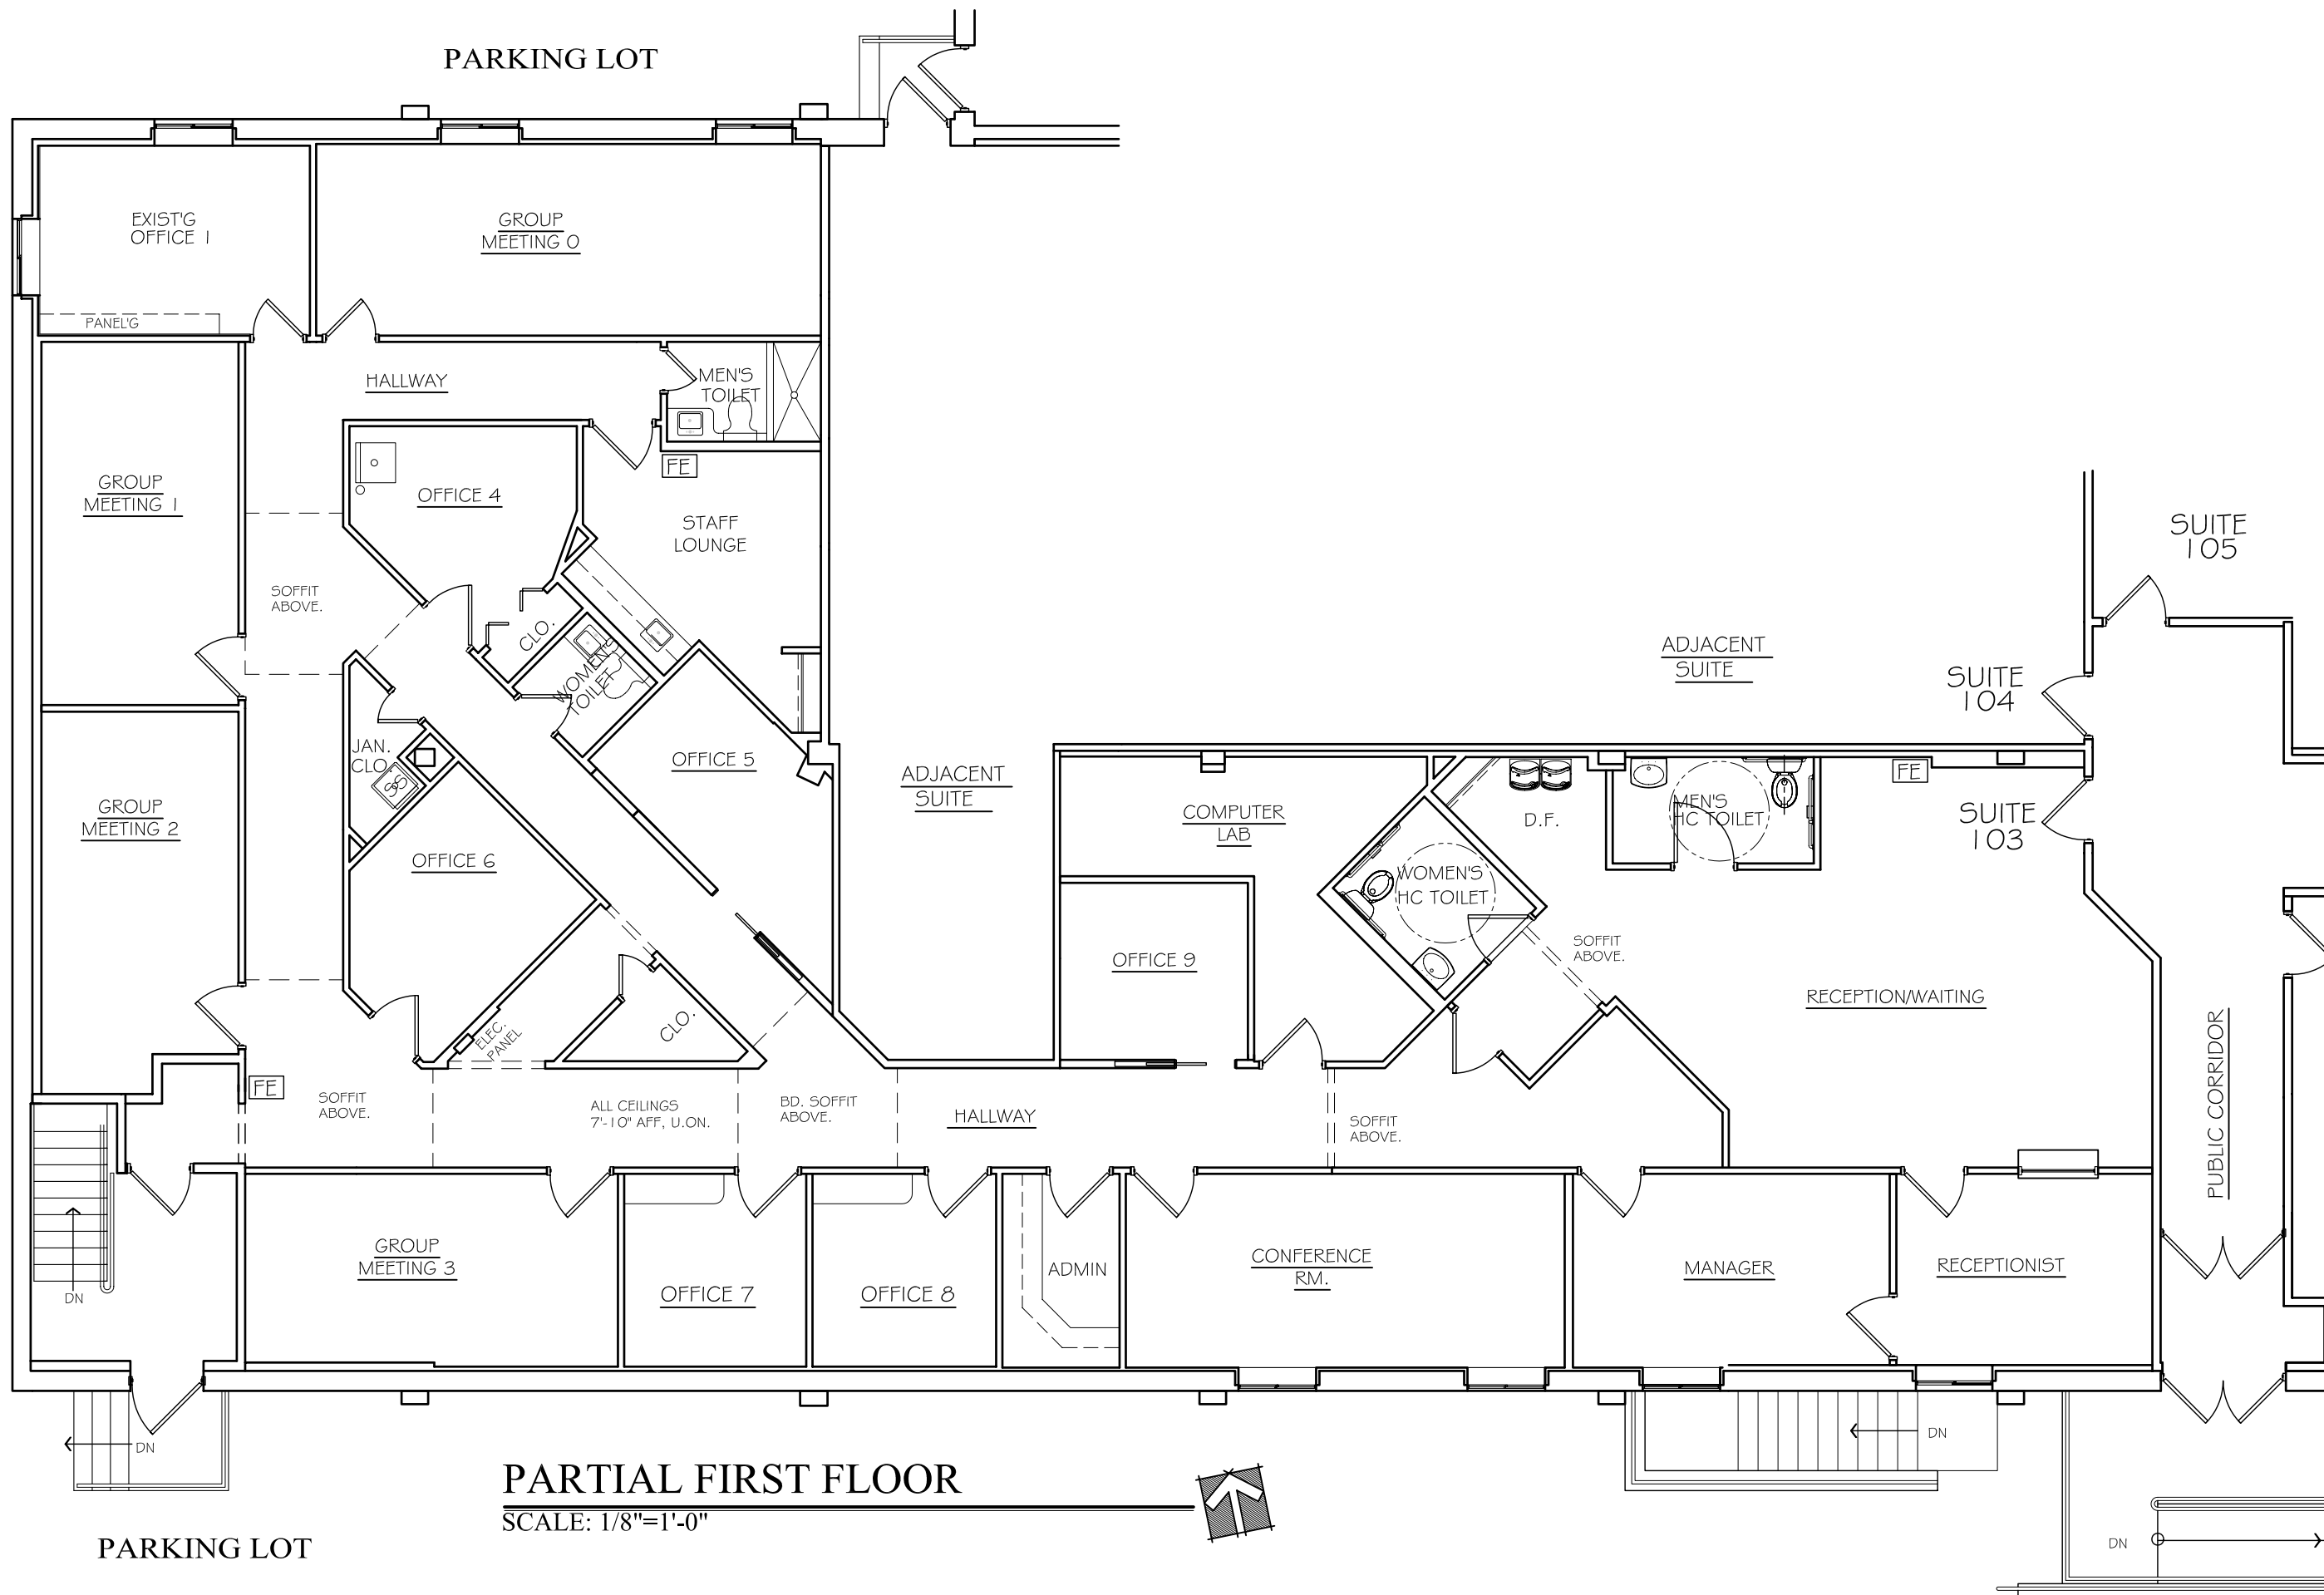 PARKING LOT
EXIST'G
OFFICE 1
GROUP
MEETING 0
PANEL'G
HALLWAY
MEN'S
TOILET
FE
GROUP
MEETING 1
OFFICE 4
STAFF
LOUNGE
SOFFIT
ABOVE.
CLO.
WOMEN'S
TOILET
JAN.
CLO.
SS
OFFICE 5
GROUP
MEETING 2
OFFICE 6
ADJACENT
SUITE
ELEC.
PANEL
CLO.
FE
SOFFIT
ABOVE.
ALL CEILINGS
7'-10" AFF, U.ON.
BD. SOFFIT
ABOVE.
HALLWAY
COMPUTER
LAB
OFFICE 9
WOMEN'S
HC TOILET
D.F.
MEN'S
HC TOILET
FE
ADJACENT
SUITE
SUITE
104
SUITE
105
SUITE
103
SOFFIT
ABOVE.
RECEPTION/WAITING
SOFFIT
ABOVE.
PUBLIC CORRIDOR
DN
GROUP
MEETING 3
OFFICE 7
OFFICE 8
ADMIN
CONFERENCE
RM.
MANAGER
RECEPTIONIST
DN
DN
DN
PARTIAL FIRST FLOOR
SCALE: 1/8"=1'-0"
PARKING LOT